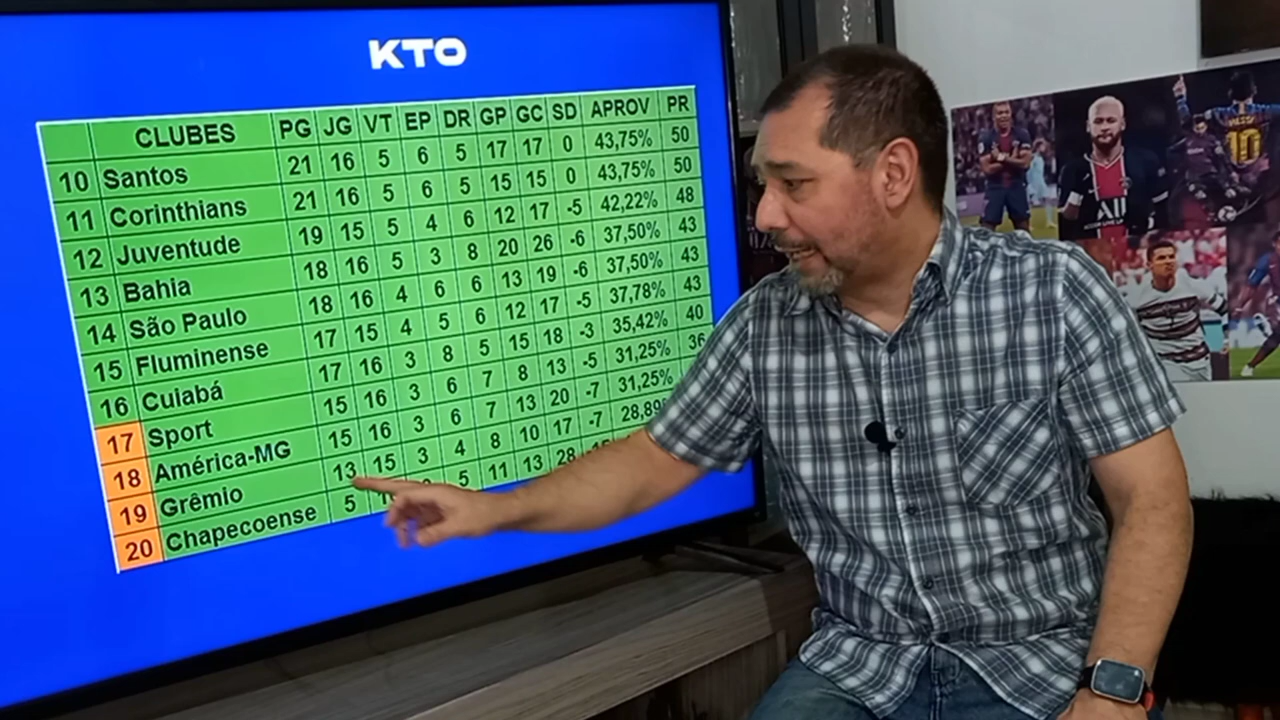 KTO
CLUBES PG JG VT EP DR GP GC SD APROV PR
10 Santos 21 16 5 6 5 17 17 0 43,75% 50
11 Corinthians 21 16 5 6 5 15 15 0 43,75% 50
12 Juventude 19 15 5 4 6 12 17 -5 42,22% 48
13 Bahia 18 16 5 3 8 20 26 -6 37,50% 43
14 São Paulo 18 16 4 6 6 13 19 -6 37,50% 43
15 Fluminense 17 15 4 5 6 12 17 -5 37,78% 43
16 Cuiabá 17 16 3 8 5 15 18 -3 35,42% 40
17 Sport 15 16 3 6 7 8 13 -5 31,25% 36
18 América-MG 15 16 3 6 7 13 20 -7 31,25%
19 Grêmio 13 15 3 4 8 10 17 -7 28,89
20 Chapecoense 5 5 11 13 28
MESSI
10